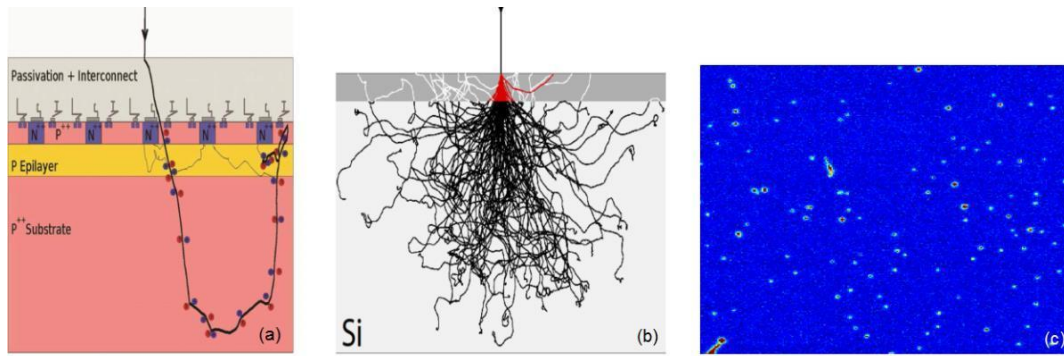 Passivation + Interconnect
N++ P++ N++ N++ N++
P Epilayer
P++ Substrate
(a)
Si
(b)
(c)